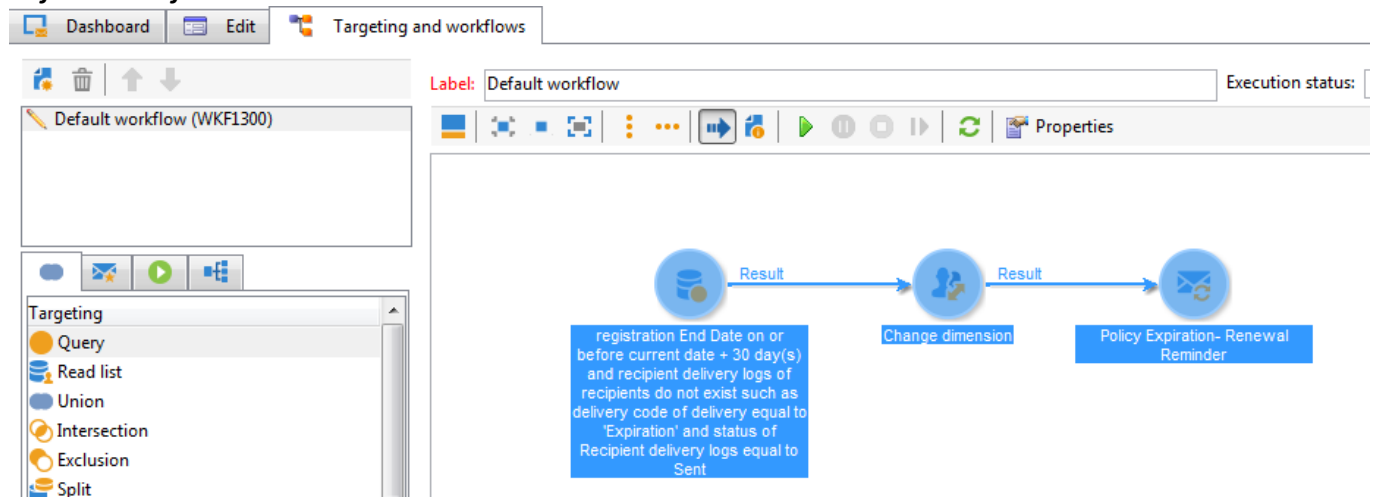 Dashboard
Edit
Targeting and workflows
Label:
Default workflow
Execution status:
Default workflow (WKF1300)
Properties
Result
Result
registration End Date on or
before current date + 30 day(s)
and recipient delivery logs of
recipients do not exist such as
delivery code of delivery equal to
'Expiration' and status of
Recipient delivery logs equal to
Sent
Change dimension
Policy Expiration- Renewal
Reminder
Targeting
Query
Read list
Union
Intersection
Exclusion
Split